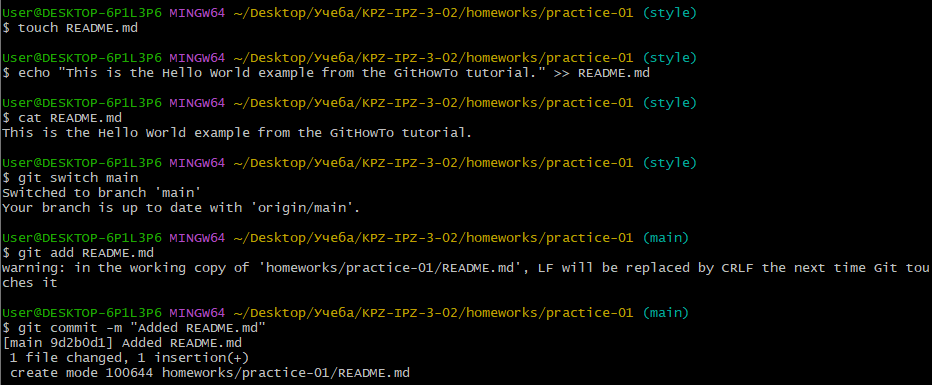 User@DESKTOP-6P1L3P6 MINGW64 ~/Desktop/Учеба/KPZ-IPZ-3-02/homeworks/practice-01 (style)
$ touch README.md
User@DESKTOP-6P1L3P6 MINGW64 ~/Desktop/Учеба/KPZ-IPZ-3-02/homeworks/practice-01 (style)
$ echo "This is the Hello World example from the GitHowTo tutorial." >> README.md
User@DESKTOP-6P1L3P6 MINGW64 ~/Desktop/Учеба/KPZ-IPZ-3-02/homeworks/practice-01 (style)
$ cat README.md
This is the Hello World example from the GitHowTo tutorial.
User@DESKTOP-6P1L3P6 MINGW64 ~/Desktop/Учеба/KPZ-IPZ-3-02/homeworks/practice-01 (style)
$ git switch main
Switched to branch 'main'
Your branch is up to date with 'origin/main'.
User@DESKTOP-6P1L3P6 MINGW64 ~/Desktop/Учеба/KPZ-IPZ-3-02/homeworks/practice-01 (main)
$ git add README.md
warning: in the working copy of 'homeworks/practice-01/README.md', LF will be replaced by CRLF the next time Git tou
ches it
User@DESKTOP-6P1L3P6 MINGW64 ~/Desktop/Учеба/KPZ-IPZ-3-02/homeworks/practice-01 (main)
$ git commit -m "Added README.md"
[main 9d2b0d1] Added README.md
 1 file changed, 1 insertion(+)
 create mode 100644 homeworks/practice-01/README.md